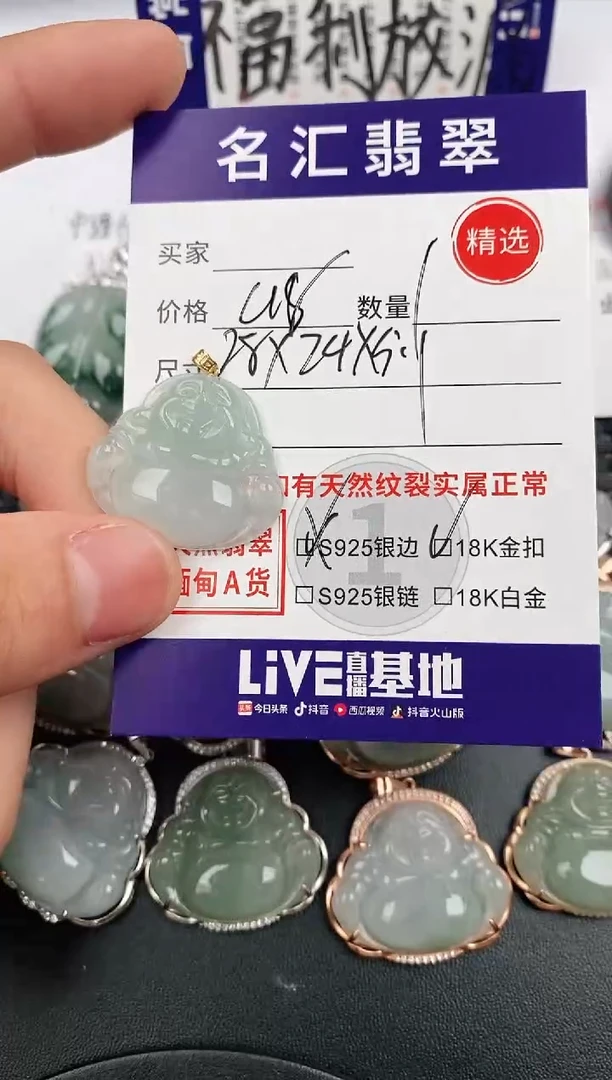 福利放
名汇翡翠
精选
买家
价格 数量
尺寸 28X24X5.
如有天然纹裂实属正常
天然翡翠
缅甸A货
S925银边 18K金扣
S925银链 18K白金
1
LiVE直播基地
今日头条 抖音 西瓜视频 抖音火山版